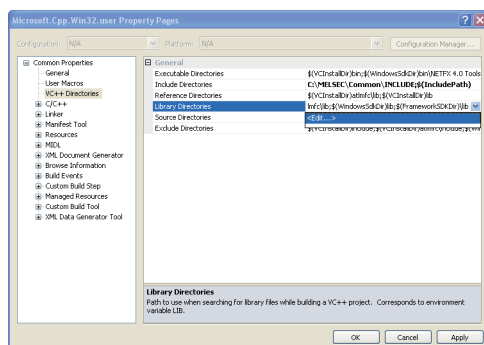 Microsoft.Cpp.Win32.user Property Pages
Configuration: N/A Platform: N/A Configuration Manager...
Common Properties
General
User Macros
VC++ Directories
C/C++
Linker
Manifest Tool
Resources
MIDL
XML Document Generator
Browse Information
Build Events
Custom Build Step
Managed Resources
Custom Build Tool
XML Data Generator Tool
General
Executable Directories $(VCInstallDir)bin;$(WindowsSdkDir)bin\NETFX 4.0 Tools
Include Directories C:\MELSEC\Common\INCLUDE;$(IncludePath)
Reference Directories $(VCInstallDir)atlmfc\lib;$(VCInstallDir)lib
Library Directories lmfc\lib;$(WindowsSdkDir)lib;$(FrameworkSDKDir)\lib
Source Directories
<Edit...>
Exclude Directories $(VCInstallDir)include;$(VCInstallDir)atlmfc\include;
Library Directories
Path to use when searching for library files while building a VC++ project. Corresponds to environment
variable LIB.
OK Cancel Apply